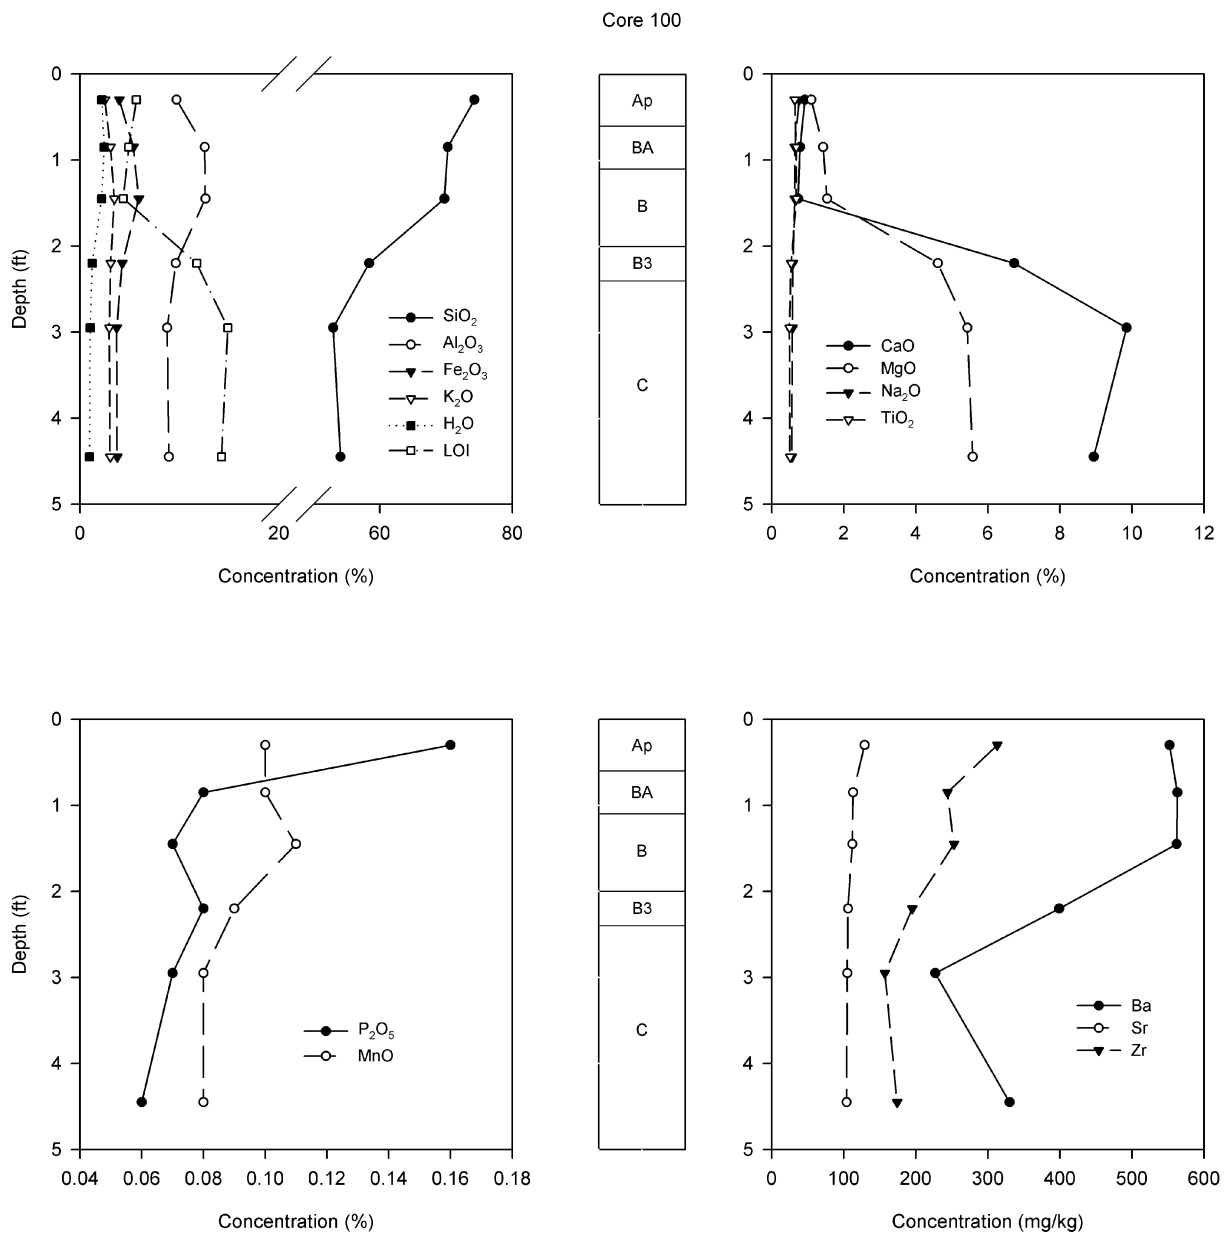 Core 100
0
1
2
3
4
5
Depth (ft)
0
20
60
80
Concentration (%)
SiO₂
Al₂O₃
Fe₂O₃
K₂O
H₂O
LOI
Ap
BA
B
B3
C
0
1
2
3
4
5
0
2
4
6
8
10
12
Concentration (%)
CaO
MgO
Na₂O
TiO₂
0
1
2
3
4
5
Depth (ft)
0.04
0.06
0.08
0.10
0.12
0.14
0.16
0.18
Concentration (%)
P₂O₅
MnO
Ap
BA
B
B3
C
0
1
2
3
4
5
0
100
200
300
400
500
600
Concentration (mg/kg)
Ba
Sr
Zr